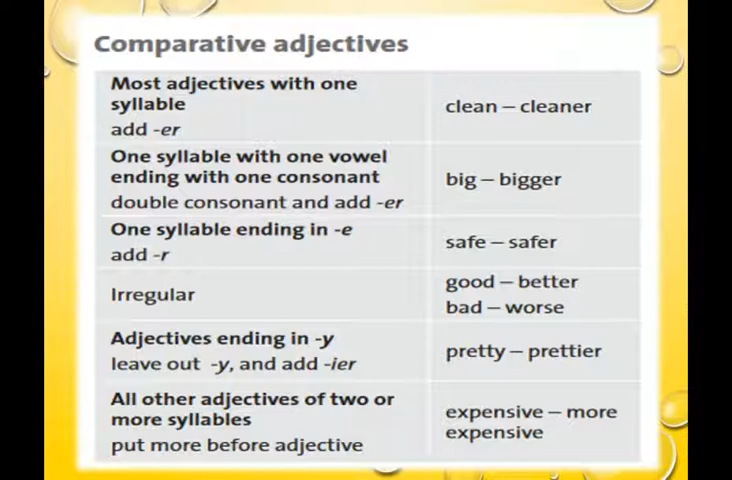 Comparative adjectives
Most adjectives with one
syllable
add -er
clean – cleaner
One syllable with one vowel
ending with one consonant
double consonant and add -er
big – bigger
One syllable ending in -e
add -r
safe – safer
Irregular
good – better
bad – worse
Adjectives ending in -y
leave out -y, and add -ier
pretty – prettier
All other adjectives of two or
more syllables
put more before adjective
expensive – more
expensive